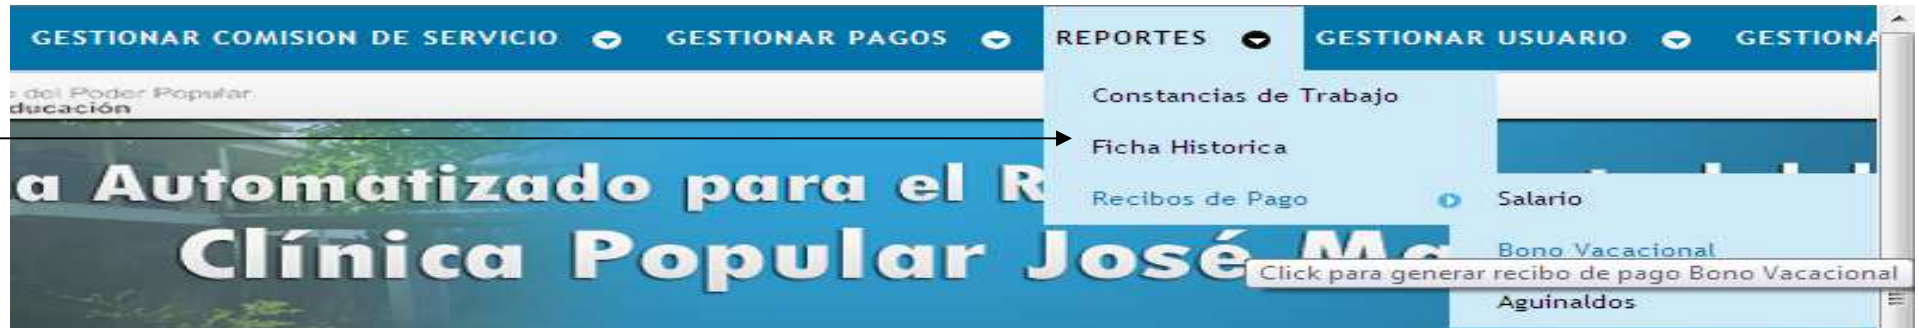 GESTIONAR COMISION DE SERVICIO GESTIONAR PAGOS REPORTES GESTIONAR USUARIO GESTIONA
del Poder Popular
ducación
Constancias de Trabajo
Ficha Historica
a Automatizado para el R
Recibos de Pago
Salario
Clínica Popular José Ma
Bono Vacacional
Click para generar recibo de pago Bono Vacacional
Aguinaldos